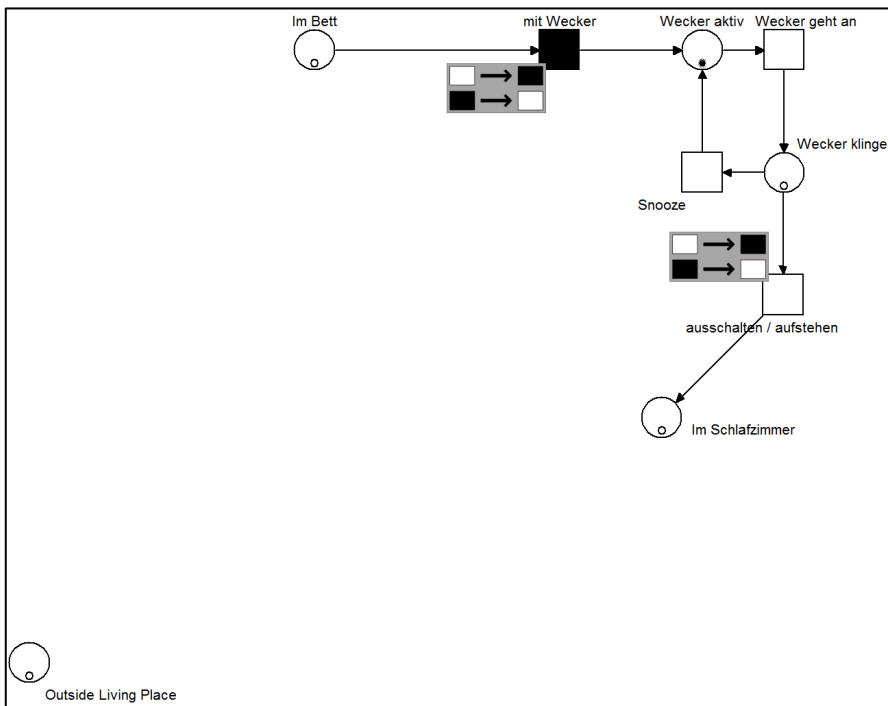 Im Bett
mit Wecker
Wecker aktiv
Wecker geht an
Wecker klinge
Snooze
ausschalten / aufstehen
Im Schlafzimmer
Outside Living Place